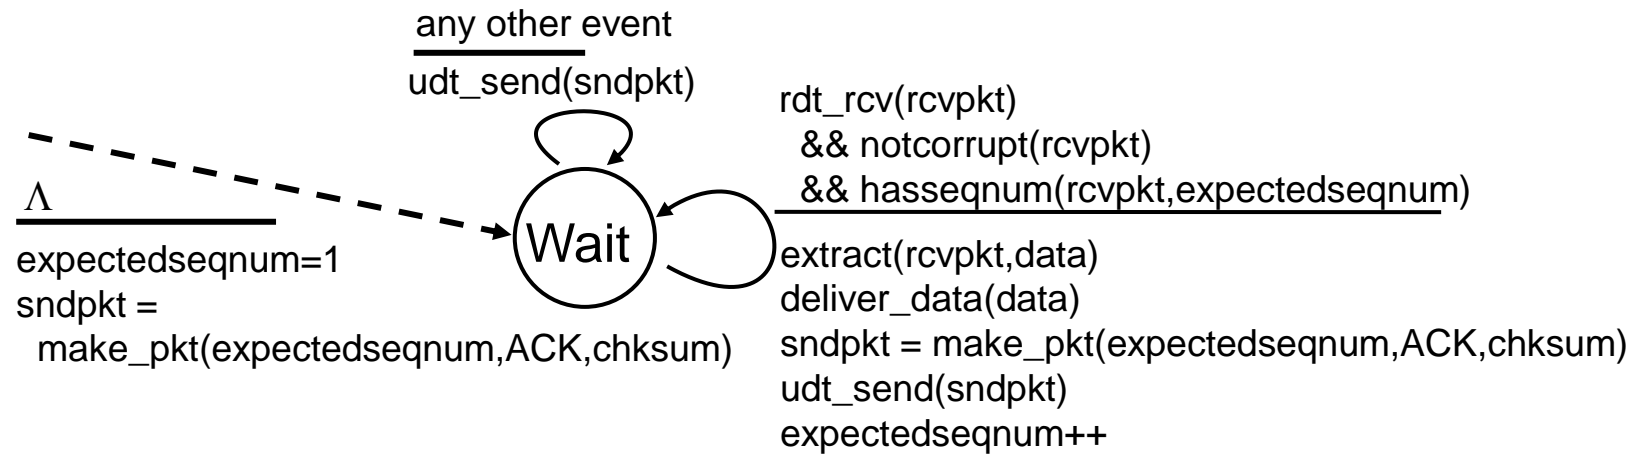 any other event
udt_send(sndpkt)
Λ
expectedseqnum=1
sndpkt =
make_pkt(expectedseqnum,ACK,chksum)
Wait
rdt_rcv(rcvpkt)
&& notcorrupt(rcvpkt)
&& hasseqnum(rcvpkt,expectedseqnum)
extract(rcvpkt,data)
deliver_data(data)
sndpkt = make_pkt(expectedseqnum,ACK,chksum)
udt_send(sndpkt)
expectedseqnum++